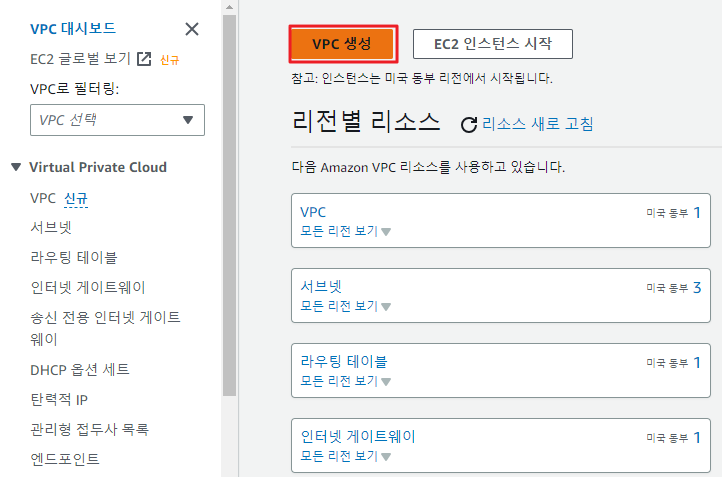 VPC 대시보드
EC2 글로벌 보기 신규
VPC로 필터링:
VPC 선택
Virtual Private Cloud
VPC 신규
서브넷
라우팅 테이블
인터넷 게이트웨이
송신 전용 인터넷 게이트
웨이
DHCP 옵션 세트
탄력적 IP
관리형 접두사 목록
엔드포인트
VPC 생성 EC2 인스턴스 시작
참고: 인스턴스는 미국 동부 리전에서 시작됩니다.
리전별 리소스 리소스 새로 고침
다음 Amazon VPC 리소스를 사용하고 있습니다.
VPC 미국 동부 1
모든 리전 보기
서브넷 미국 동부 3
모든 리전 보기
라우팅 테이블 미국 동부 1
모든 리전 보기
인터넷 게이트웨이 미국 동부 1
모든 리전 보기